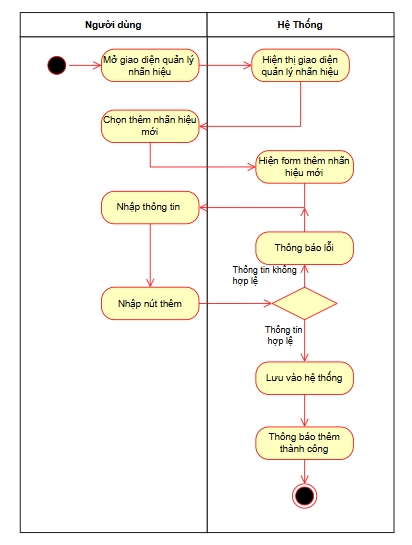 Người dùng
Hệ Thống
Mở giao diện quản lý
nhãn hiệu
Hiện thị giao diện
quản lý nhãn hiệu
Chọn thêm nhãn hiệu
mới
Hiện form thêm nhãn
hiệu mới
Nhập thông tin
Thông báo lỗi
Thông tin không
hợp lệ
Nhập nút thêm
Thông tin
hợp lệ
Lưu vào hệ thống
Thông báo thêm
thành công